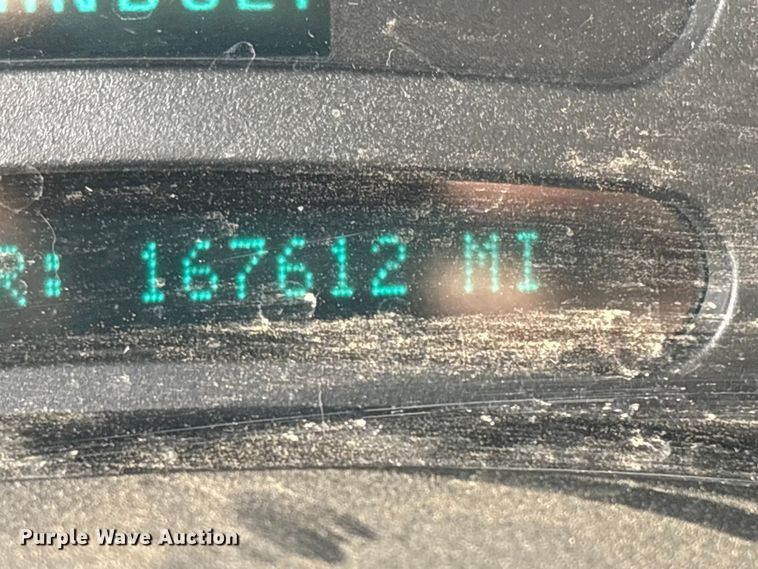 R: 167612 MI
Purple Wave Auction